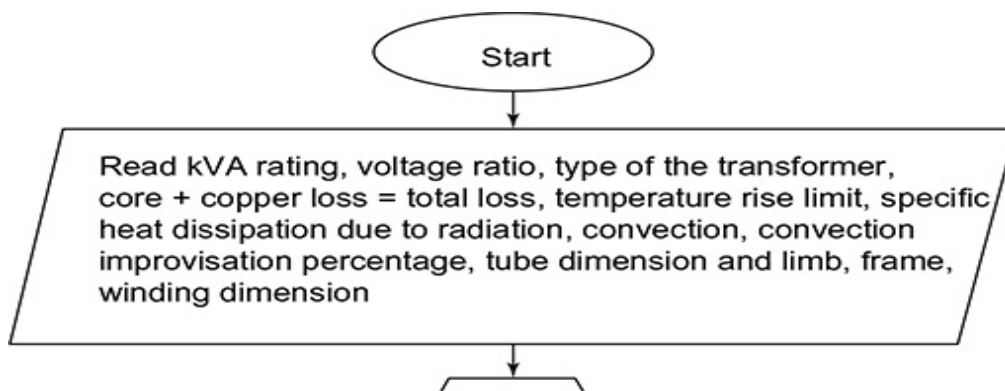 Start
Read kVA rating, voltage ratio, type of the transformer,
core + copper loss = total loss, temperature rise limit, specific
heat dissipation due to radiation, convection, convection
improvisation percentage, tube dimension and limb, frame,
winding dimension